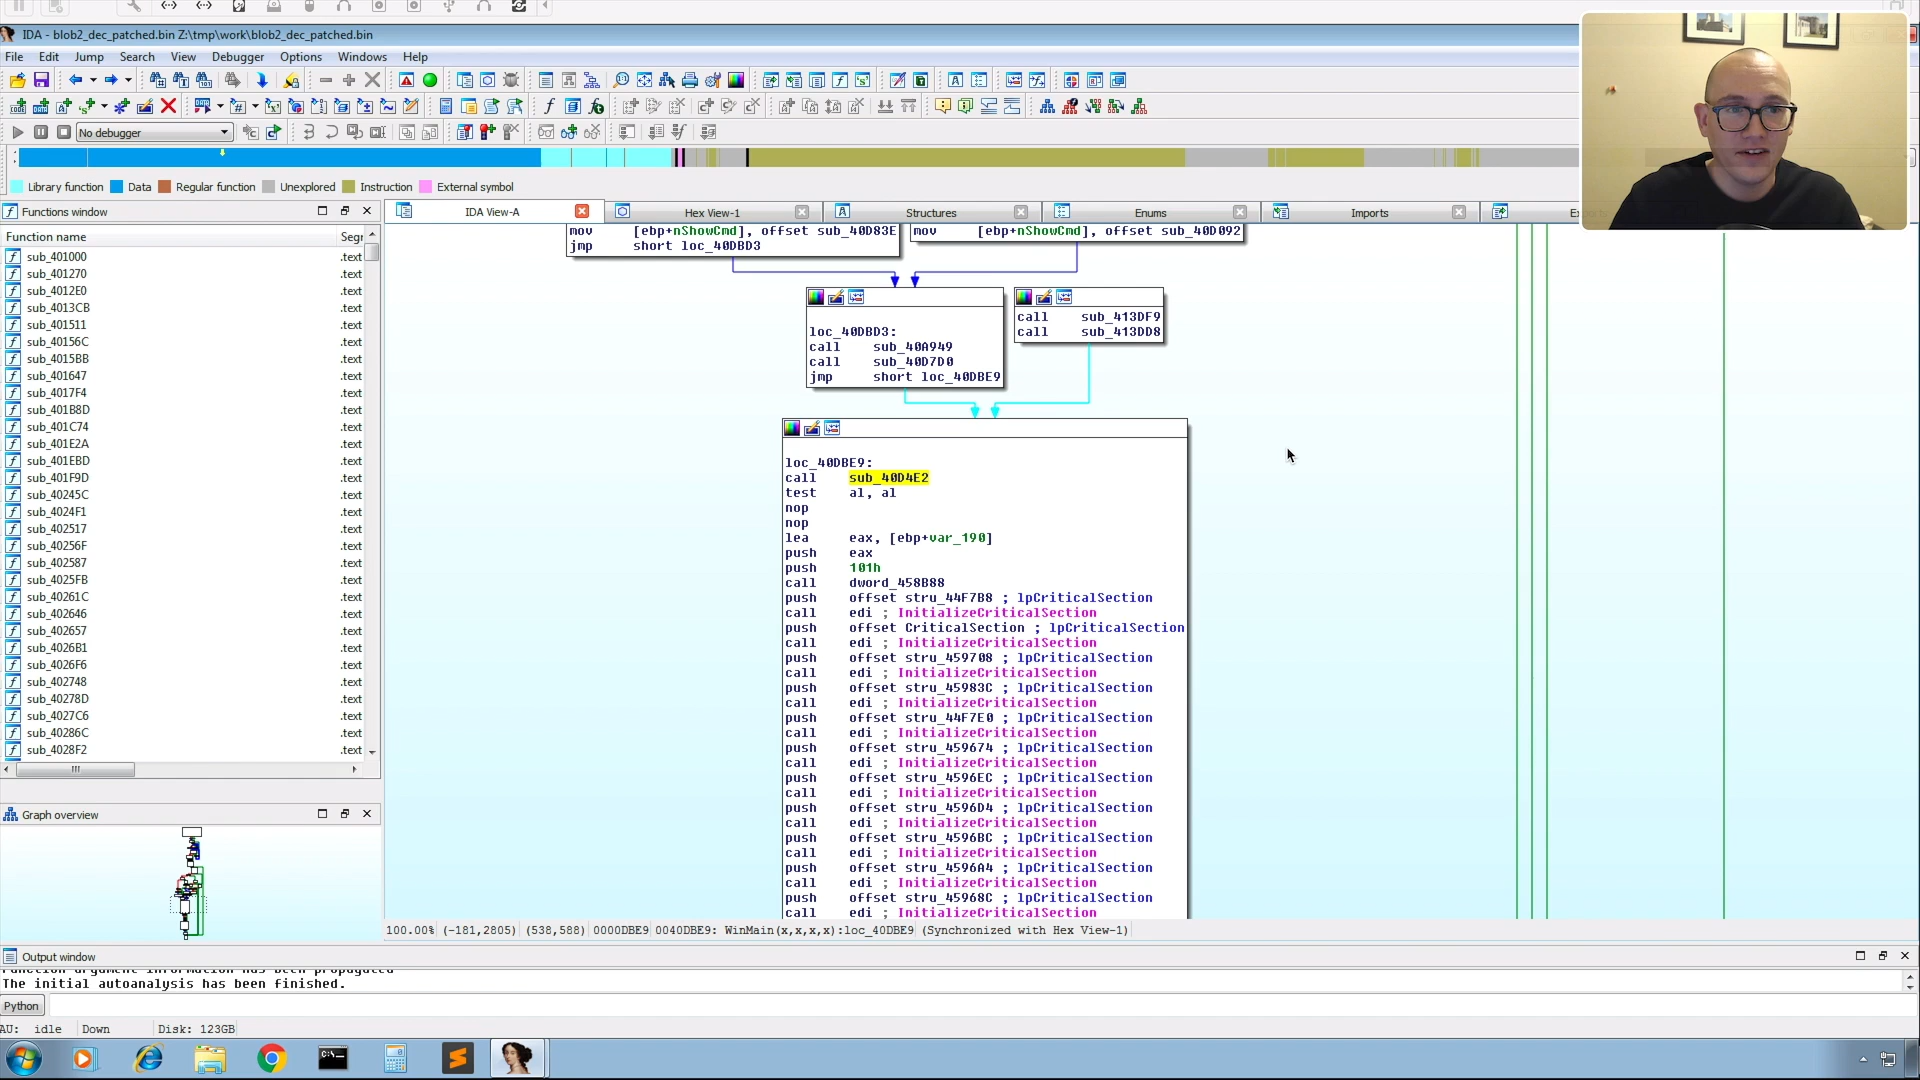 IDA - blob2_dec_patched.bin Z:\tmp\work\blob2_dec_patched.bin
File Edit Jump Search View Debugger Options Windows Help
No debugger
Library function Data Regular function Unexplored Instruction External symbol
Functions window
IDA View-A Hex View-1 Structures Enums Imports
Function name Segr
sub_401000 .text
sub_401270 .text
sub_4012E0 .text
sub_4013CB .text
sub_401511 .text
sub_40156C .text
sub_4015BB .text
sub_401647 .text
sub_4017F4 .text
sub_401B8D .text
sub_401C74 .text
sub_401E2A .text
sub_401EBD .text
sub_401F9D .text
sub_40245C .text
sub_4024F1 .text
sub_402517 .text
sub_40256F .text
sub_402587 .text
sub_4025FB .text
sub_40261C .text
sub_402646 .text
sub_402657 .text
sub_4026B1 .text
sub_4026F6 .text
sub_402748 .text
sub_40278D .text
sub_4027C6 .text
sub_40286C .text
sub_4028F2 .text
Graph overview
mov [ebp+nShowCmd], offset sub_40D83E
jmp short loc_40DBD3
mov [ebp+nShowCmd], offset sub_40D092
loc_40DBD3:
call sub_40A949
call sub_40D7D0
jmp short loc_40DBE9
call sub_413DF9
call sub_413DD8
loc_40DBE9:
call sub_40D4E2
test al, al
nop
nop
lea eax, [ebp+var_190]
push eax
push 101h
call dword_458B88
push offset stru_44F7B8 ; lpCriticalSection
call edi ; InitializeCriticalSection
push offset CriticalSection ; lpCriticalSection
call edi ; InitializeCriticalSection
push offset stru_459708 ; lpCriticalSection
call edi ; InitializeCriticalSection
push offset stru_45983C ; lpCriticalSection
call edi ; InitializeCriticalSection
push offset stru_44F7E0 ; lpCriticalSection
call edi ; InitializeCriticalSection
push offset stru_459674 ; lpCriticalSection
call edi ; InitializeCriticalSection
push offset stru_4596EC ; lpCriticalSection
call edi ; InitializeCriticalSection
push offset stru_4596D4 ; lpCriticalSection
call edi ; InitializeCriticalSection
push offset stru_4596BC ; lpCriticalSection
call edi ; InitializeCriticalSection
push offset stru_4596A4 ; lpCriticalSection
call edi ; InitializeCriticalSection
push offset stru_45968C ; lpCriticalSection
call edi ; InitializeCriticalSection
100.00% (-181,2805) (538,588) 0000DBE9 0040DBE9: WinMain(x,x,x,x):loc_40DBE9 (Synchronized with Hex View-1)
Output window
Function argument information has been propagated
The initial autoanalysis has been finished.
Python
AU: idle Down Disk: 123GB